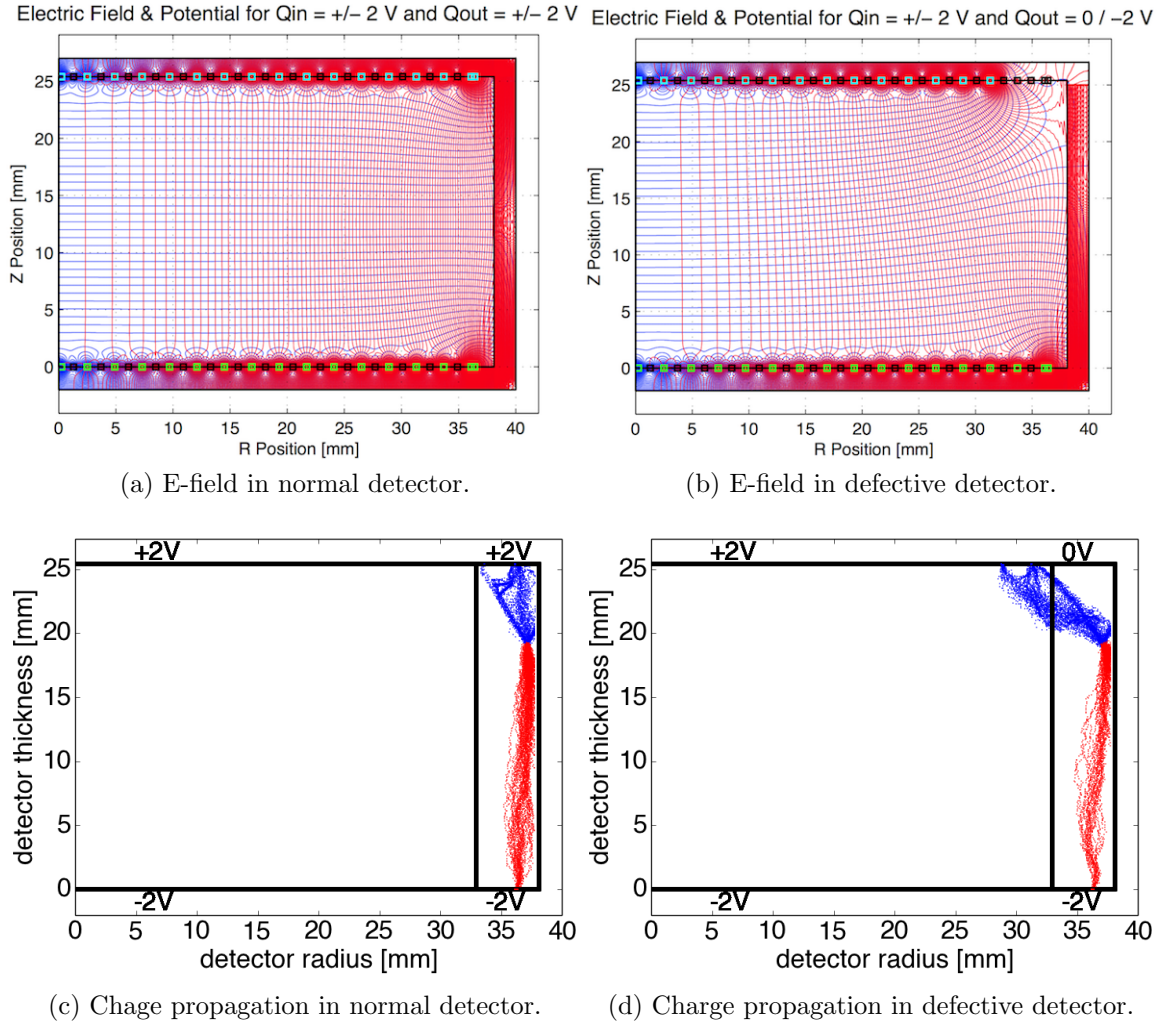 Electric Field & Potential for Qin = +/– 2 V and Qout = +/– 2 V
25
20
15
10
5
0
Z Position [mm]
0 5 10 15 20 25 30 35 40
R Position [mm]
(a) E-field in normal detector.
Electric Field & Potential for Qin = +/– 2 V and Qout = 0 / –2 V
25
20
15
10
5
0
Z Position [mm]
0 5 10 15 20 25 30 35 40
R Position [mm]
(b) E-field in defective detector.
+2V +2V
25
20
15
10
5
0
detector thickness [mm]
-2V -2V
0 5 10 15 20 25 30 35 40
detector radius [mm]
(c) Chage propagation in normal detector.
+2V 0V
25
20
15
10
5
0
detector thickness [mm]
-2V -2V
0 5 10 15 20 25 30 35 40
detector radius [mm]
(d) Charge propagation in defective detector.